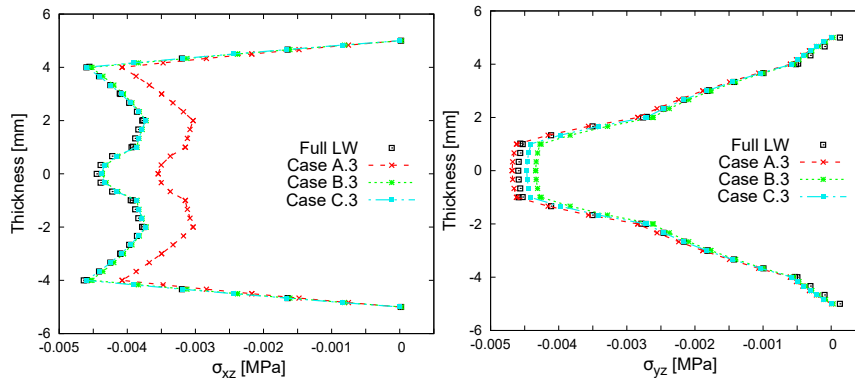 6
4
2
0
-2
-4
-6
Thickness [mm]
-0.005 -0.004 -0.003 -0.002 -0.001 0
σxz [MPa]
Full LW
Case A.3
Case B.3
Case C.3
6
4
2
0
-2
-4
-6
Thickness [mm]
-0.005 -0.004 -0.003 -0.002 -0.001 0
σyz [MPa]
Full LW
Case A.3
Case B.3
Case C.3